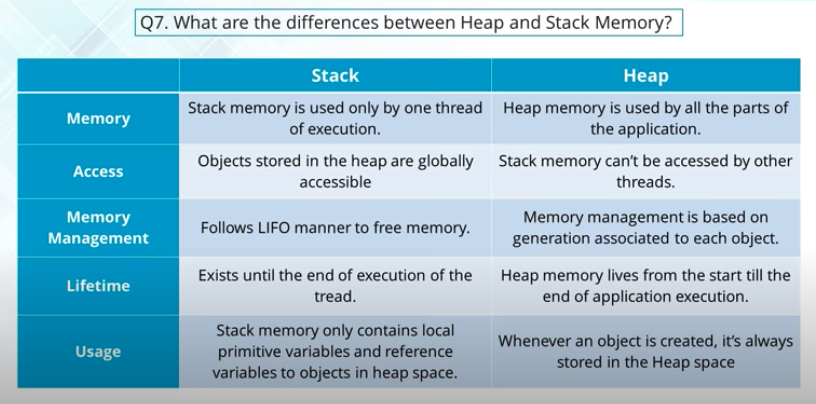 Q7. What are the differences between Heap and Stack Memory?
Stack
Heap
Memory
Stack memory is used only by one thread
of execution.
Heap memory is used by all the parts of
the application.
Access
Objects stored in the heap are globally
accessible
Stack memory can't be accessed by other
threads.
Memory
Management
Follows LIFO manner to free memory.
Memory management is based on
generation associated to each object.
Lifetime
Exists until the end of execution of the
tread.
Heap memory lives from the start till the
end of application execution.
Usage
Stack memory only contains local
primitive variables and reference
variables to objects in heap space.
Whenever an object is created, it's always
stored in the Heap space